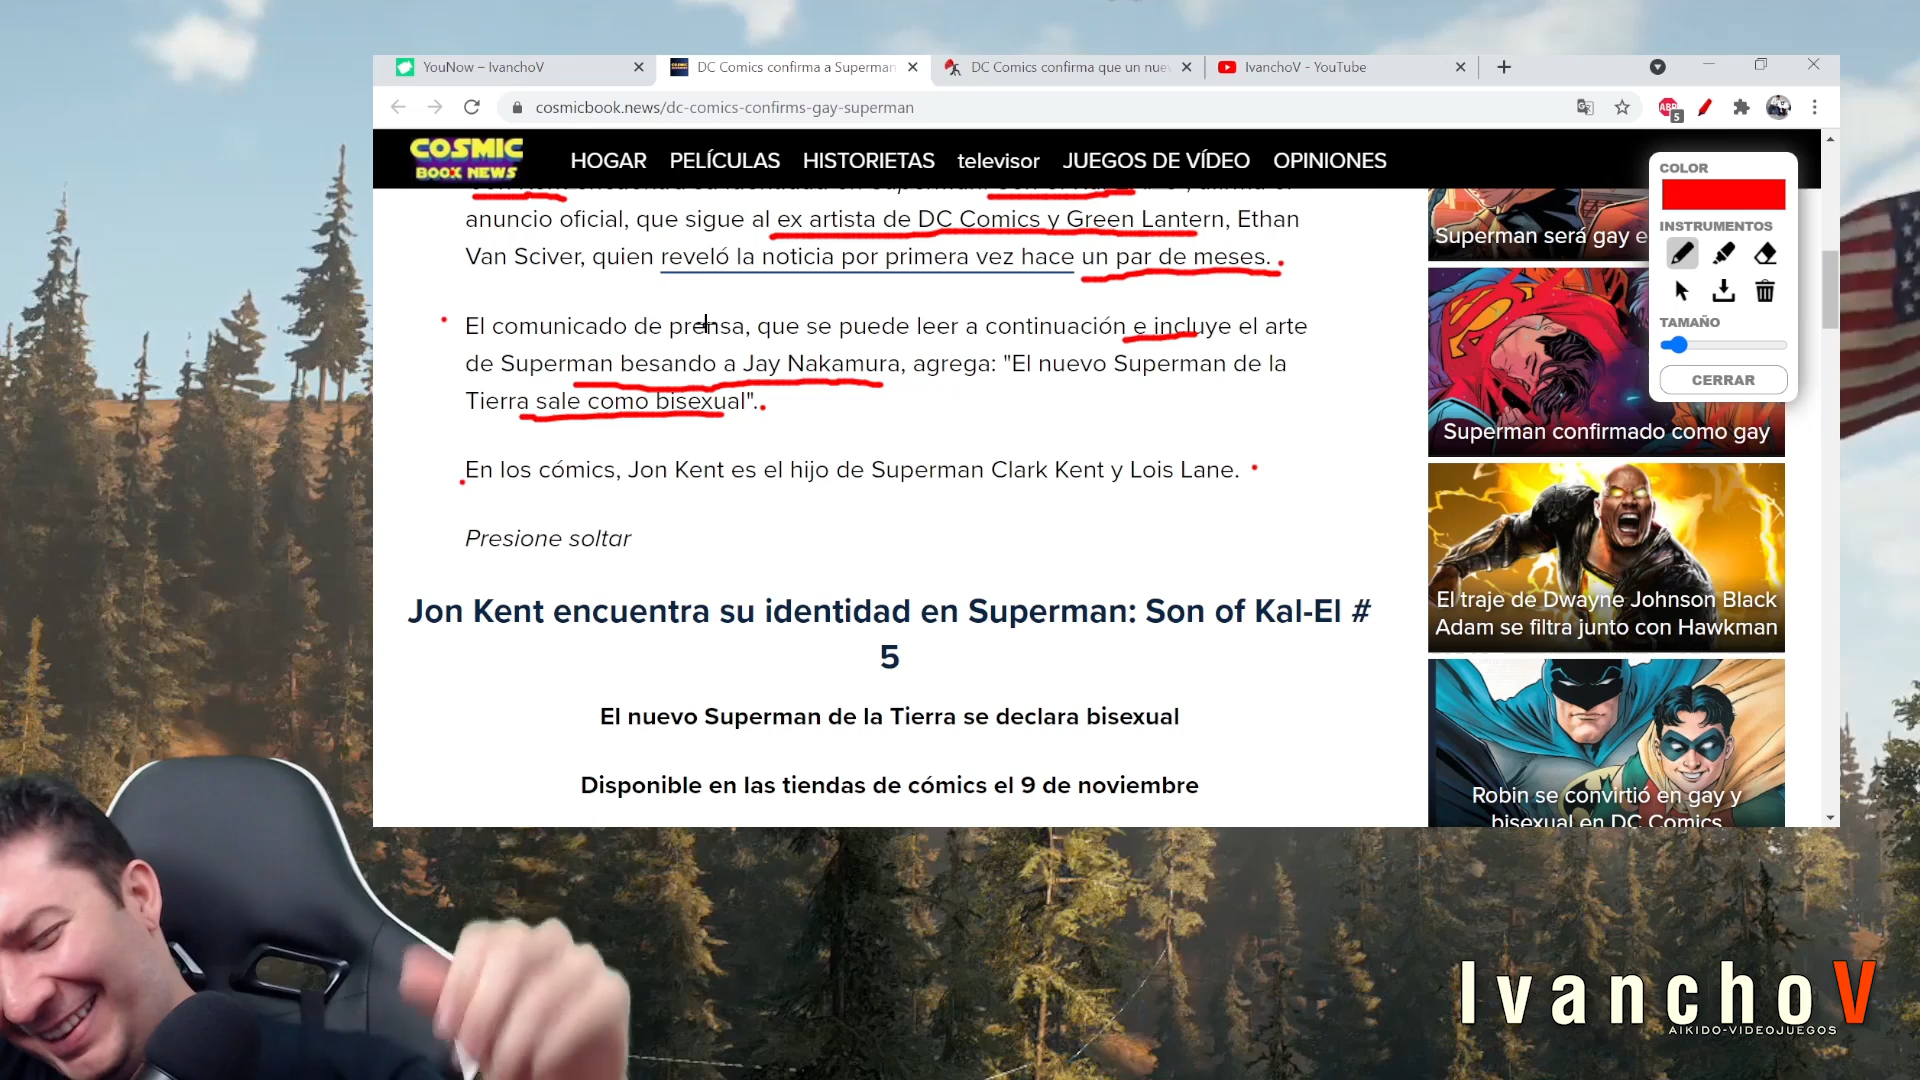 YouNow – IvanchoV
DC Comics confirma a Superman
DC Comics confirma que un nue
IvanchoV - YouTube
cosmicbook.news/dc-comics-confirms-gay-superman
ABP
5
COSMIC
BOOK NEWS
HOGAR PELÍCULAS HISTORIETAS televisor JUEGOS DE VÍDEO OPINIONES
anuncio oficial, que sigue al ex artista de DC Comics y Green Lantern, Ethan
Van Sciver, quien reveló la noticia por primera vez hace un par de meses.
El comunicado de prensa, que se puede leer a continuación e incluye el arte
de Superman besando a Jay Nakamura, agrega: "El nuevo Superman de la
Tierra sale como bisexual".
En los cómics, Jon Kent es el hijo de Superman Clark Kent y Lois Lane.
Presione soltar
Jon Kent encuentra su identidad en Superman: Son of Kal-El #
5
El nuevo Superman de la Tierra se declara bisexual
Disponible en las tiendas de cómics el 9 de noviembre
Superman será gay e
Superman confirmado como gay
El traje de Dwayne Johnson Black
Adam se filtra junto con Hawkman
Robin se convirtió en gay y
bisexual en DC Comics
COLOR
INSTRUMENTOS
TAMAÑO
CERRAR
IvanchoV
AIKIDO-VIDEOJUEGOS